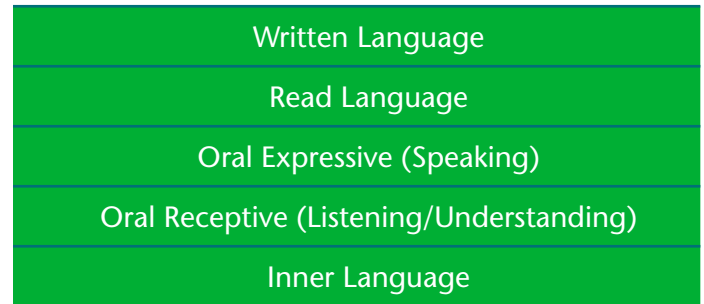 Written Language
Read Language
Oral Expressive (Speaking)
Oral Receptive (Listening/Understanding)
Inner Language